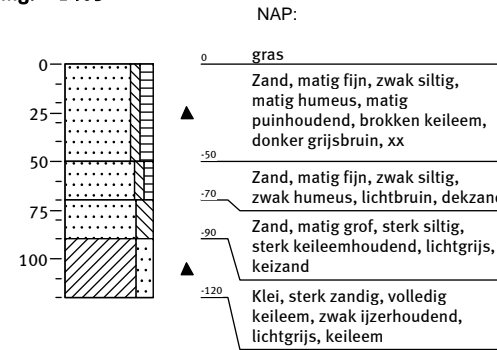 NAP:
0
25
50
75
100
0 gras
Zand, matig fijn, zwak siltig,
matig humeus, matig
puinhoudend, brokken keileem,
donker grijsbruin, xx
-50
Zand, matig fijn, zwak siltig,
zwak humeus, lichtbruin, dekzand
-70
Zand, matig grof, sterk siltig,
sterk keileemhoudend, lichtgrijs,
keizand
-90
Klei, sterk zandig, volledig
keileem, zwak ijzerhoudend,
lichtgrijs, keileem
-120